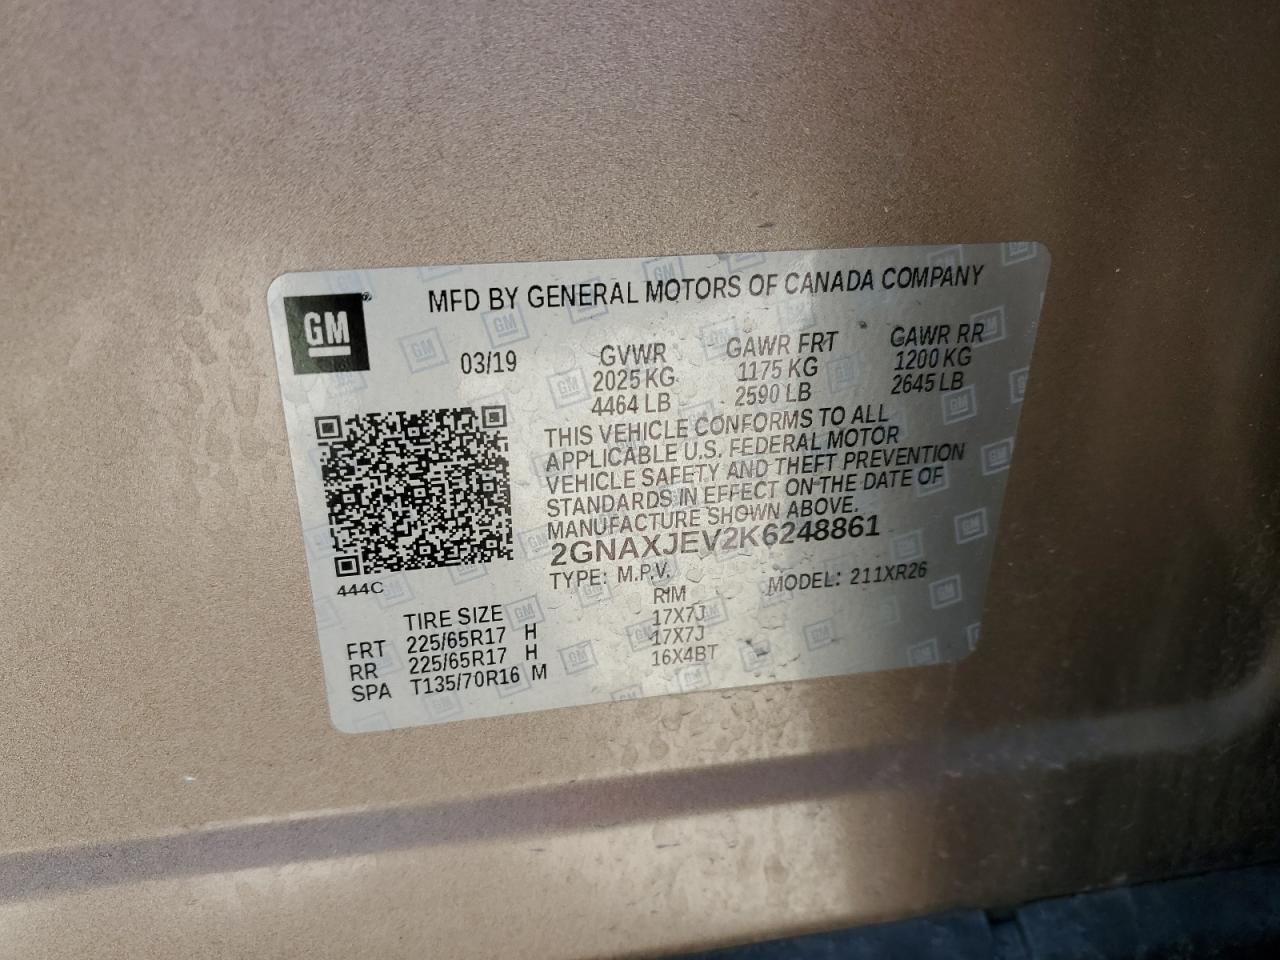 GM
MFD BY GENERAL MOTORS OF CANADA COMPANY
03/19 GVWR GAWR FRT GAWR RR
2025 KG 1175 KG 1200 KG
4464 LB 2590 LB 2645 LB
THIS VEHICLE CONFORMS TO ALL
APPLICABLE U.S. FEDERAL MOTOR
VEHICLE SAFETY AND THEFT PREVENTION
STANDARDS IN EFFECT ON THE DATE OF
MANUFACTURE SHOWN ABOVE.
2GNAXJEV2K6248861
TYPE: M.P.V. MODEL: 211XR26
444C
TIRE SIZE RIM
FRT 225/65R17 H 17X7J
RR 225/65R17 H 17X7J
SPA T135/70R16 M 16X4BT